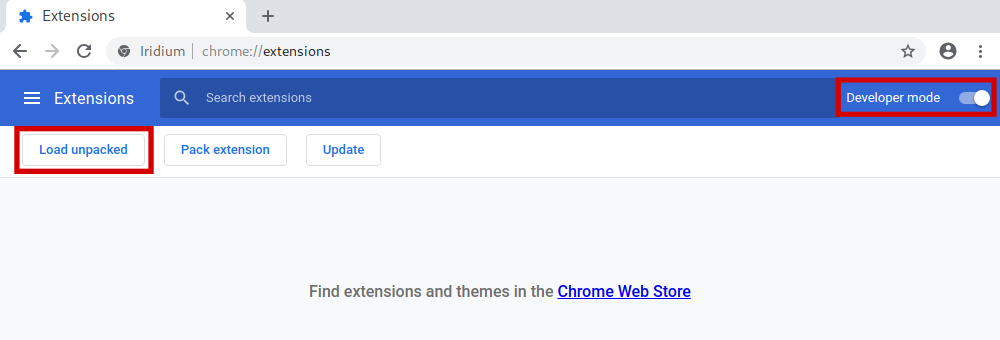 Extensions
Iridium chrome://extensions
Extensions Search extensions Developer mode
Load unpacked Pack extension Update
Find extensions and themes in the Chrome Web Store